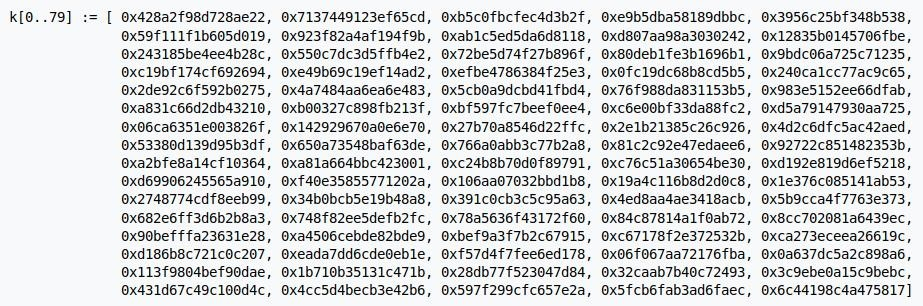 k[0..79] := [ 0x428a2f98d728ae22, 0x7137449123ef65cd, 0xb5c0fbcfec4d3b2f, 0xe9b5dba58189dbbc, 0x3956c25bf348b538,
0x59f111f1b605d019, 0x923f82a4af194f9b, 0xab1c5ed5da6d8118, 0xd807aa98a3030242, 0x12835b0145706fbe,
0x243185be4ee4b28c, 0x550c7dc3d5ffb4e2, 0x72be5d74f27b896f, 0x80deb1fe3b1696b1, 0x9bdc06a725c71235,
0xc19bf174cf692694, 0xe49b69c19ef14ad2, 0xefbe4786384f25e3, 0x0fc19dc68b8cd5b5, 0x240ca1cc77ac9c65,
0x2de92c6f592b0275, 0x4a7484aa6ea6e483, 0x5cb0a9dcbd41fbd4, 0x76f988da831153b5, 0x983e5152ee66dfab,
0xa831c66d2db43210, 0xb00327c898fb213f, 0xbf597fc7beef0ee4, 0xc6e00bf33da88fc2, 0xd5a79147930aa725,
0x06ca6351e003826f, 0x142929670a0e6e70, 0x27b70a8546d22ffc, 0x2e1b21385c26c926, 0x4d2c6dfc5ac42aed,
0x53380d139d95b3df, 0x650a73548baf63de, 0x766a0abb3c77b2a8, 0x81c2c92e47edaee6, 0x92722c851482353b,
0xa2bfe8a14cf10364, 0xa81a664bbc423001, 0xc24b8b70d0f89791, 0xc76c51a30654be30, 0xd192e819d6ef5218,
0xd69906245565a910, 0xf40e35855771202a, 0x106aa07032bbd1b8, 0x19a4c116b8d2d0c8, 0x1e376c085141ab53,
0x2748774cdf8eeb99, 0x34b0bcb5e19b48a8, 0x391c0cb3c5c95a63, 0x4ed8aa4ae3418acb, 0x5b9cca4f7763e373,
0x682e6ff3d6b2b8a3, 0x748f82ee5defb2fc, 0x78a5636f43172f60, 0x84c87814a1f0ab72, 0x8cc702081a6439ec,
0x90befffa23631e28, 0xa4506cebde82bde9, 0xbef9a3f7b2c67915, 0xc67178f2e372532b, 0xca273eceea26619c,
0xd186b8c721c0c207, 0xeada7dd6cde0eb1e, 0xf57d4f7fee6ed178, 0x06f067aa72176fba, 0x0a637dc5a2c898a6,
0x113f9804bef90dae, 0x1b710b35131c471b, 0x28db77f523047d84, 0x32caab7b40c72493, 0x3c9ebe0a15c9bebc,
0x431d67c49c100d4c, 0x4cc5d4becb3e42b6, 0x597f299cfc657e2a, 0x5fcb6fab3ad6faec, 0x6c44198c4a475817]